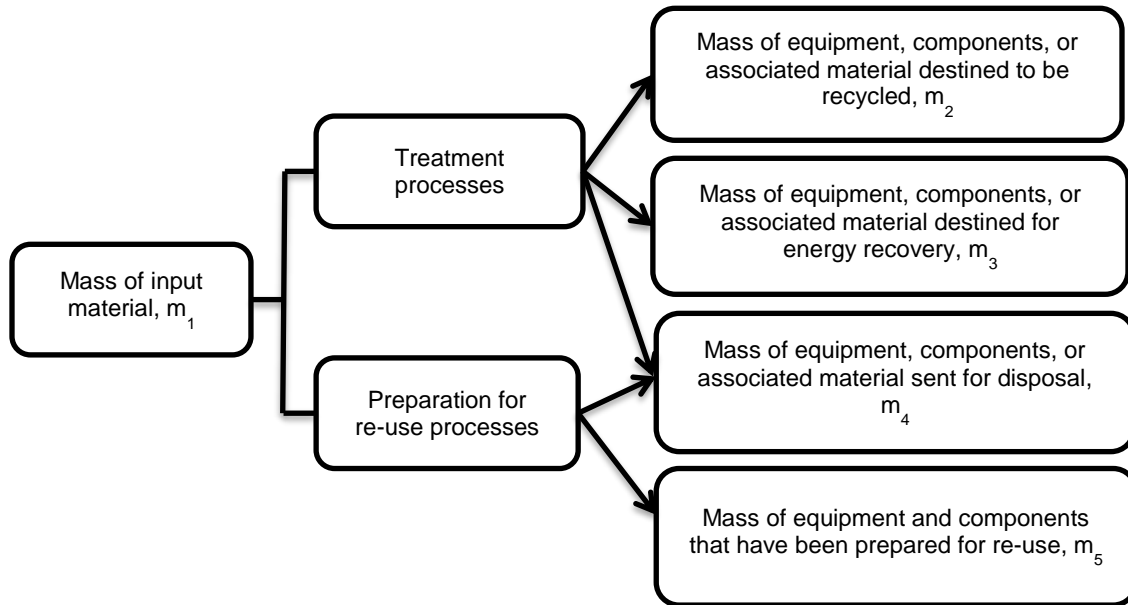 Mass of input
material, m₁
Treatment
processes
Preparation for
re-use processes
Mass of equipment, components, or
associated material destined to be
recycled, m₂
Mass of equipment, components, or
associated material destined for
energy recovery, m₃
Mass of equipment, components, or
associated material sent for disposal,
m₄
Mass of equipment and components
that have been prepared for re-use, m₅